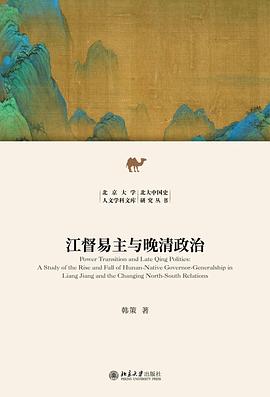 北京大学 北大中国史
人文学科文库 研究丛书
江督易主与晚清政治
Power Transition and Late Qing Politics:
A Study of the Rise and Fall of Hunan-Native Governor-Generalship in
Liang Jiang and the Changing North-South Relations
韩策 著
北京大学出版社
PEKING UNIVERSITY PRESS